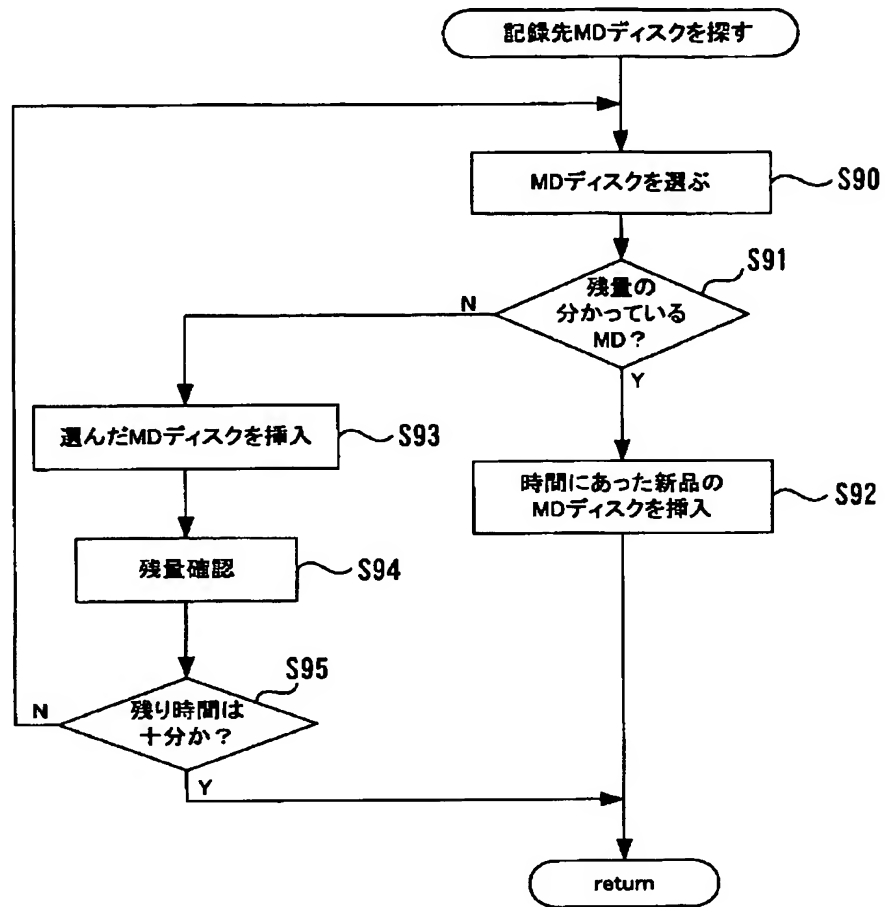 記録先MDディスクを探す
MDディスクを選ぶ
S90
S91
残量の
分かっている
MD?
N
Y
選んだMDディスクを挿入
S93
時間にあった新品の
MDディスクを挿入
S92
残量確認
S94
S95
残り時間は
十分か?
N
Y
return